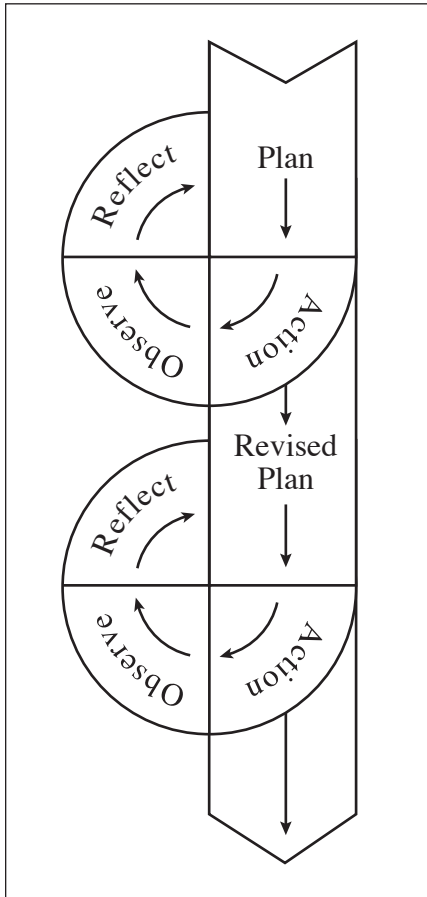 Plan
Reflect
Action
Observe
Revised
Plan
Reflect
Action
Observe